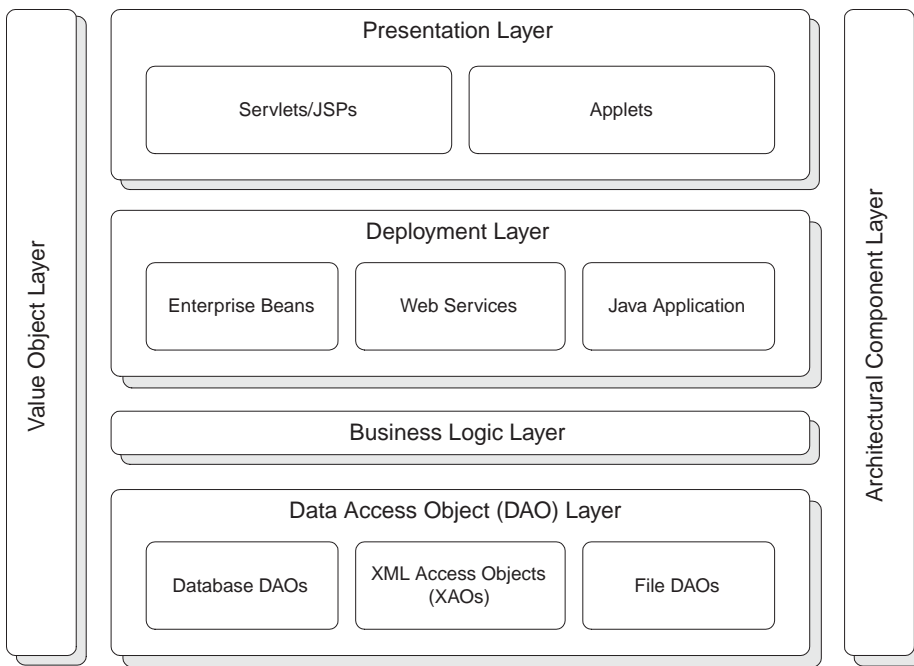 Value Object Layer
Presentation Layer
Servlets/JSPs
Applets
Deployment Layer
Enterprise Beans
Web Services
Java Application
Business Logic Layer
Data Access Object (DAO) Layer
Database DAOs
XML Access Objects
(XAOs)
File DAOs
Architectural Component Layer